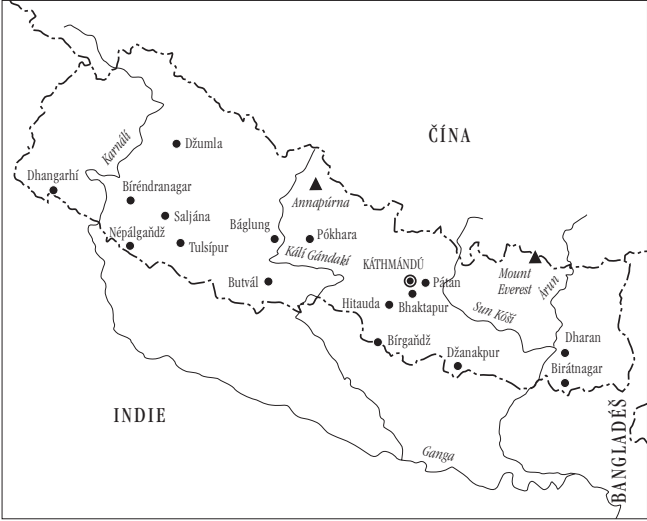 ČÍNA
Karnálí
Džumla
Dhangarhí
Bíréndranagar
Annapúrna
Saljána
Báglung
Pókhara
Népálgaňdž
Tulsípur
Kálí Gándakí
KÁTHMÁNDÚ
Mount
Everest
Arun
Butvál
Pátan
Hitauda
Bhaktapur
Sun Kóší
Bírgaňdž
Džanakpur
Dharan
Birátnagar
INDIE
Ganga
BANGLADÉŠ